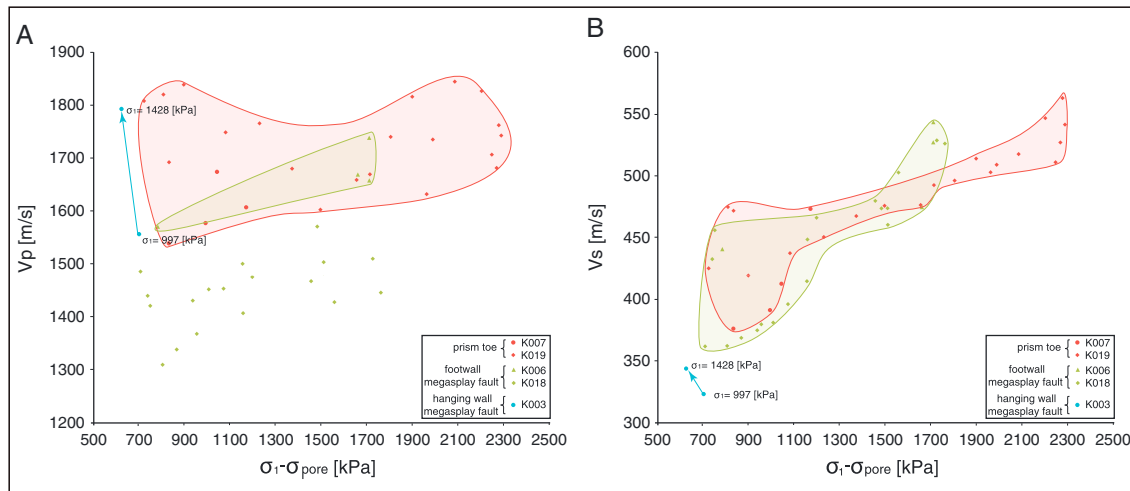 A
1900
1800
1700
1600
1500
1400
1300
1200
Vp [m/s]
σ1= 1428 [kPa]
σ1= 997 [kPa]
prism toe { K007
K019
footwall
megasplay fault { K006
K018
hanging wall
megasplay fault { K003
500 700 900 1100 1300 1500 1700 1900 2100 2300 2500
σ1-σpore [kPa]
B
600
550
500
450
400
350
300
Vs [m/s]
σ1= 1428 [kPa]
σ1= 997 [kPa]
prism toe { K007
K019
footwall
megasplay fault { K006
K018
hanging wall
megasplay fault { K003
500 700 900 1100 1300 1500 1700 1900 2100 2300 2500
σ1-σpore [kPa]